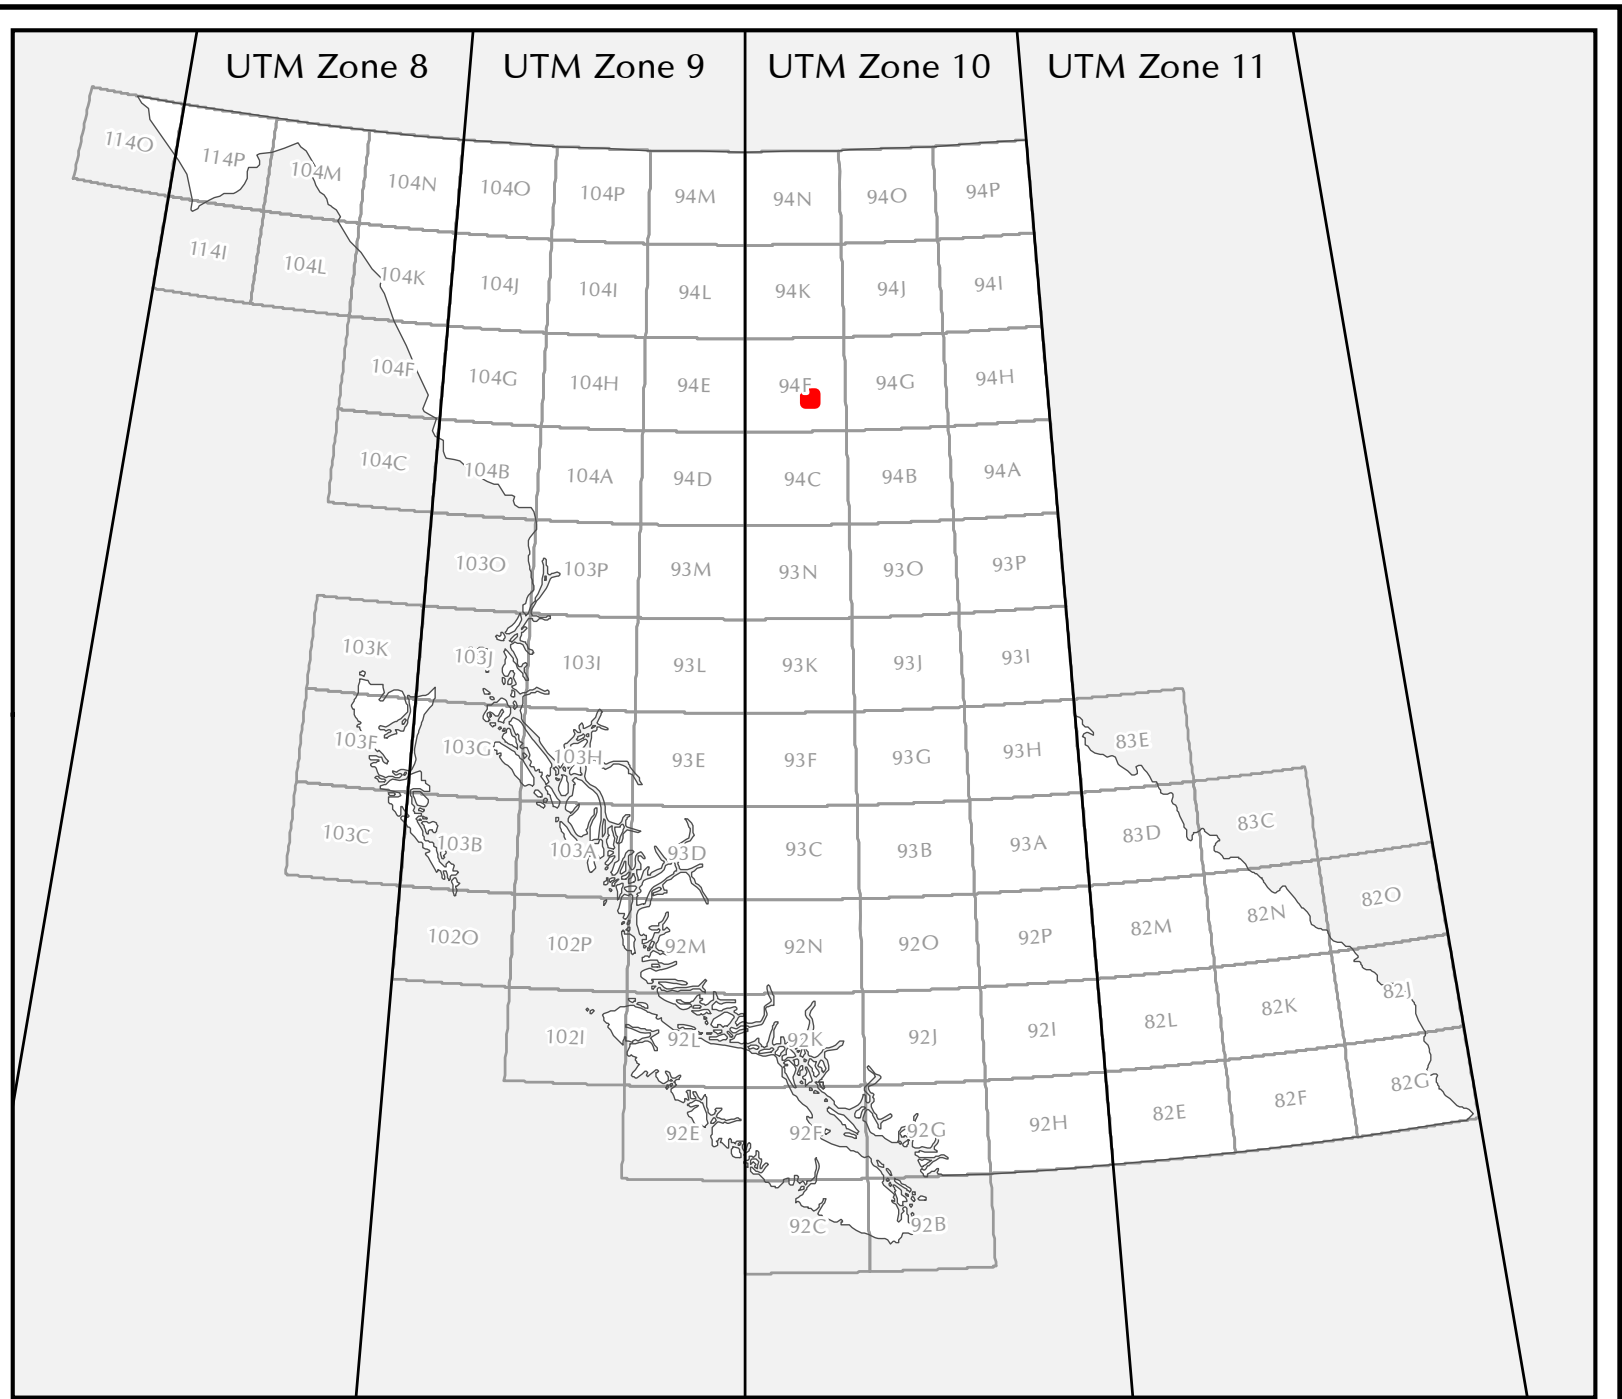 UTM Zone 8 UTM Zone 9 UTM Zone 10 UTM Zone 11
114O 114P 104M 104N 104O 104P 94M 94N 94O 94P
114I 104L 104K 104J 104I 94L 94K 94J 94I
104F 104G 104H 94E 94F 94G 94H
104C 104B 104A 94D 94C 94B 94A
103O 103P 93M 93N 93O 93P
103K 103J 103I 93L 93K 93J 93I
103F 103G 103H 93E 93F 93G 93H 83E
103C 103B 103A 93D 93C 93B 93A 83D 83C
102O 102P 92M 92N 92O 92P 82M 82N 82O
102I 92L 92K 92J 92I 82L 82K 82J
92E 92F 92G 92H 82E 82F 82G
92C 92B